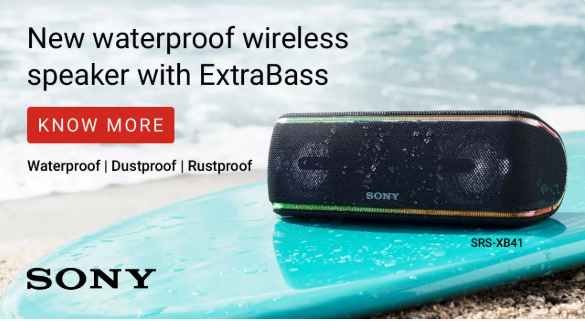 New waterproof wireless
speaker with ExtraBass
KNOW MORE
Waterproof | Dustproof | Rustproof
SONY
SRS-XB41
SONY